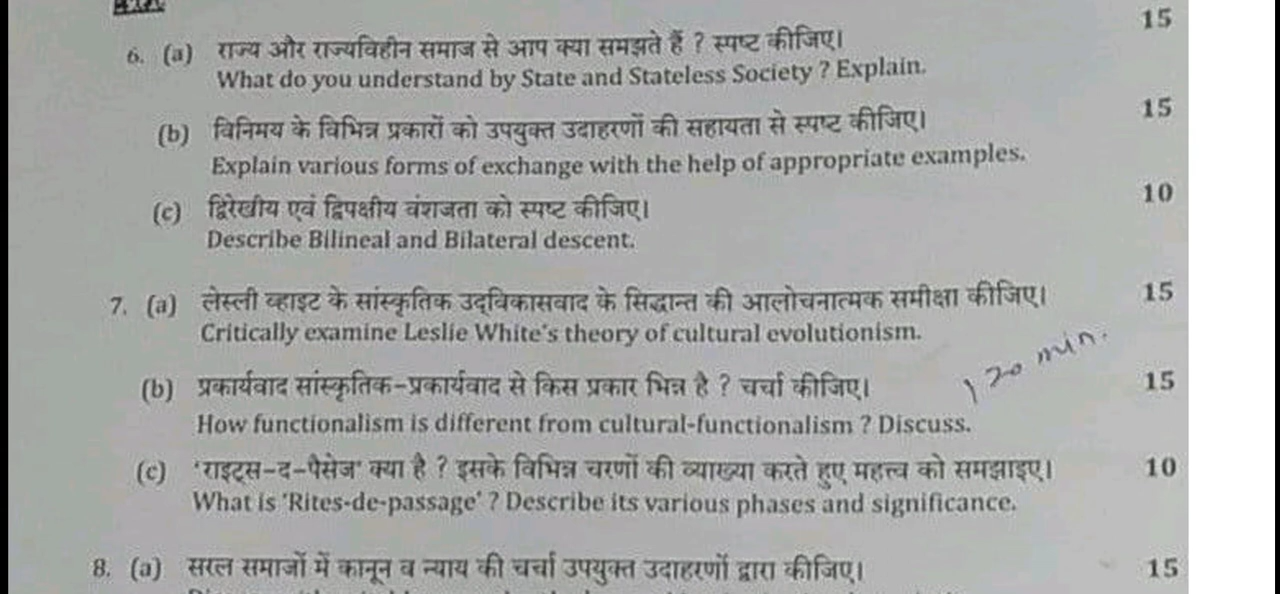 15
6. (a) राज्य और राज्यविहीन समाज से आप क्या समझते हैं ? स्पष्ट कीजिए।
What do you understand by State and Stateless Society ? Explain.
(b) विनिमय के विभिन्न प्रकारों को उपयुक्त उदाहरणों की सहायता से स्पष्ट कीजिए। 15
Explain various forms of exchange with the help of appropriate examples.
(c) द्विरेखीय एवं द्विपक्षीय वंशजता को स्पष्ट कीजिए। 10
Describe Bilineal and Bilateral descent.
7. (a) लेस्ली व्हाइट के सांस्कृतिक उद्‌विकासवाद के सिद्धान्त की आलोचनात्मक समीक्षा कीजिए। 15
Critically examine Leslie White's theory of cultural evolutionism.
20 min.
(b) प्रकार्यवाद सांस्कृतिक-प्रकार्यवाद से किस प्रकार भिन्न है ? चर्चा कीजिए। 15
How functionalism is different from cultural-functionalism ? Discuss.
(c) 'राइट्स-द-पैसेज' क्या है ? इसके विभिन्न चरणों की व्याख्या करते हुए महत्त्व को समझाइए। 10
What is 'Rites-de-passage' ? Describe its various phases and significance.
8. (a) सरल समाजों में कानून व न्याय की चर्चा उपयुक्त उदाहरणों द्वारा कीजिए। 15